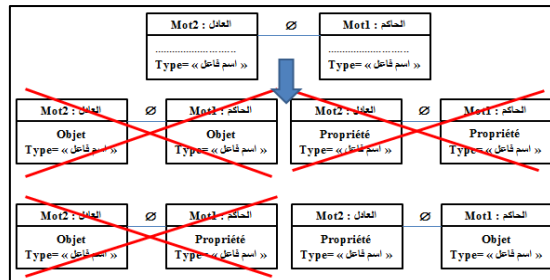 Mot2 : العادل ∅ Mot1 : الحاكم
............................ ............................
Type= « اسم فاعل » Type= « اسم فاعل »
Mot2 : العادل ∅ Mot1 : الحاكم Mot2 : العادل ∅ Mot1 : الحاكم
Objet Objet Propriété Propriété
Type= « اسم فاعل » Type= « اسم فاعل » Type= « اسم فاعل » Type= « اسم فاعل »
Mot2 : العادل ∅ Mot1 : الحاكم Mot2 : العادل ∅ Mot1 : الحاكم
Objet Propriété Propriété Objet
Type= « اسم فاعل » Type= « اسم فاعل » Type= « اسم فاعل » Type= « اسم فاعل »